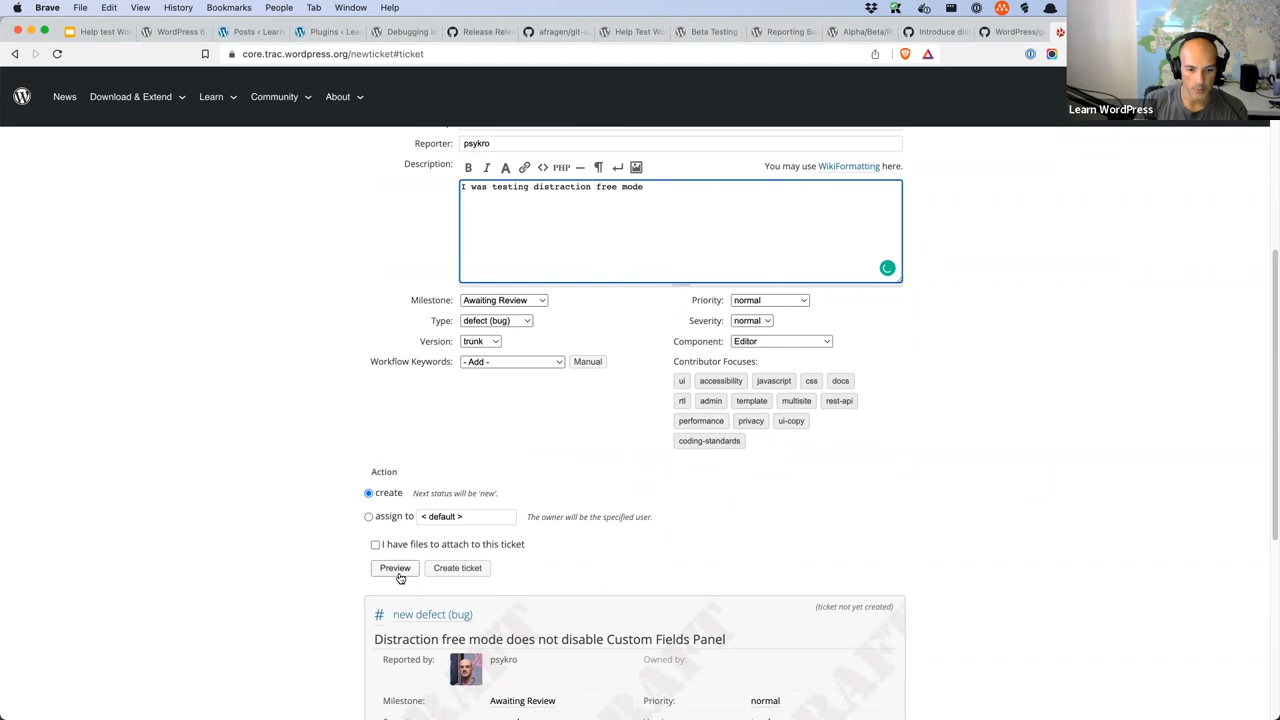 Brave File Edit View History Bookmarks People Tab Window Help
Help test Wor
WordPress 6
Posts ‹ Learn
Plugins ‹ Lea
Debugging in
Release Rele
afragen/git-u
Help Test Wo
Beta Testing
Reporting Bu
Alpha/Beta/R
Introduce dis
WordPress/gu
core.trac.wordpress.org/newticket#ticket
News Download & Extend Learn Community About
Learn WordPress
Reporter: psykro
Description: B I A PHP You may use WikiFormatting here.
I was testing distraction free mode
Milestone: Awaiting Review Priority: normal
Type: defect (bug) Severity: normal
Version: trunk Component: Editor
Workflow Keywords: - Add - Manual Contributor Focuses:
ui accessibility javascript css docs
rtl admin template multisite rest-api
performance privacy ui-copy
coding-standards
Action
create Next status will be 'new'.
assign to < default > The owner will be the specified user.
I have files to attach to this ticket
Preview Create ticket
# new defect (bug) (ticket not yet created)
Distraction free mode does not disable Custom Fields Panel
Reported by: psykro Owned by:
Milestone: Awaiting Review Priority: normal
DRAFT DRAFT DRAFT